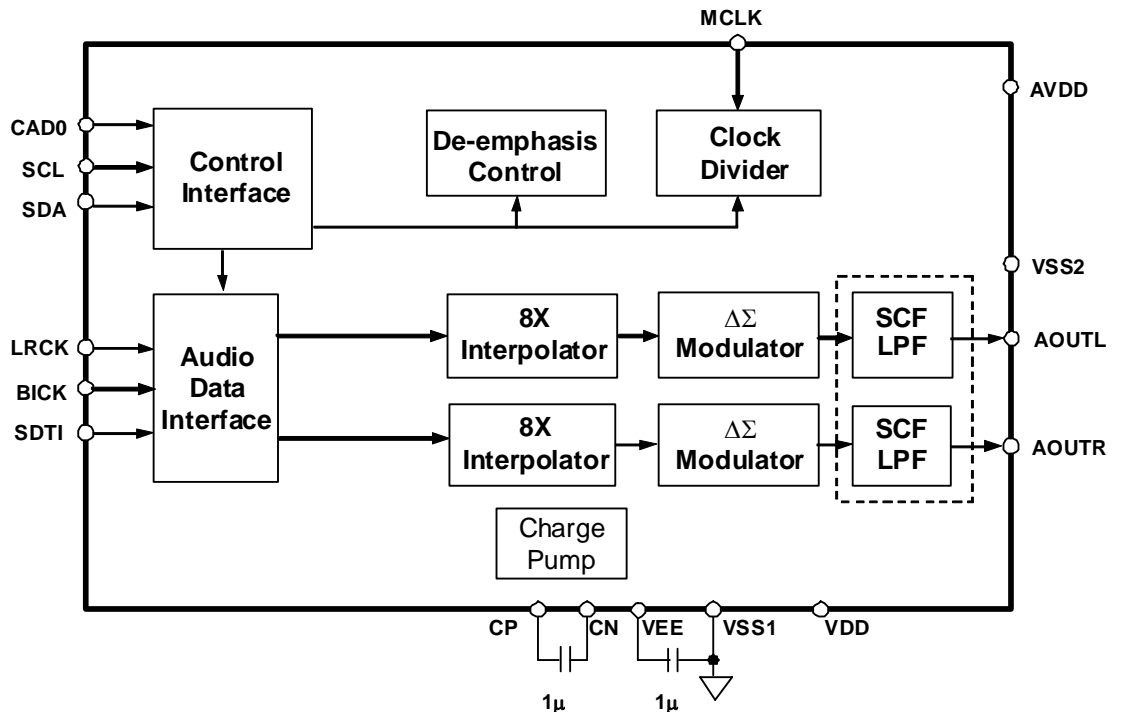 MCLK
AVDD
CAD0
SCL
SDA
Control
Interface
De-emphasis
Control
Clock
Divider
VSS2
LRCK
BICK
SDTI
Audio
Data
Interface
8X
Interpolator
ΔΣ
Modulator
SCF
LPF
AOUTL
8X
Interpolator
ΔΣ
Modulator
SCF
LPF
AOUTR
Charge
Pump
CP
CN
VEE
VSS1
VDD
1μ
1μ